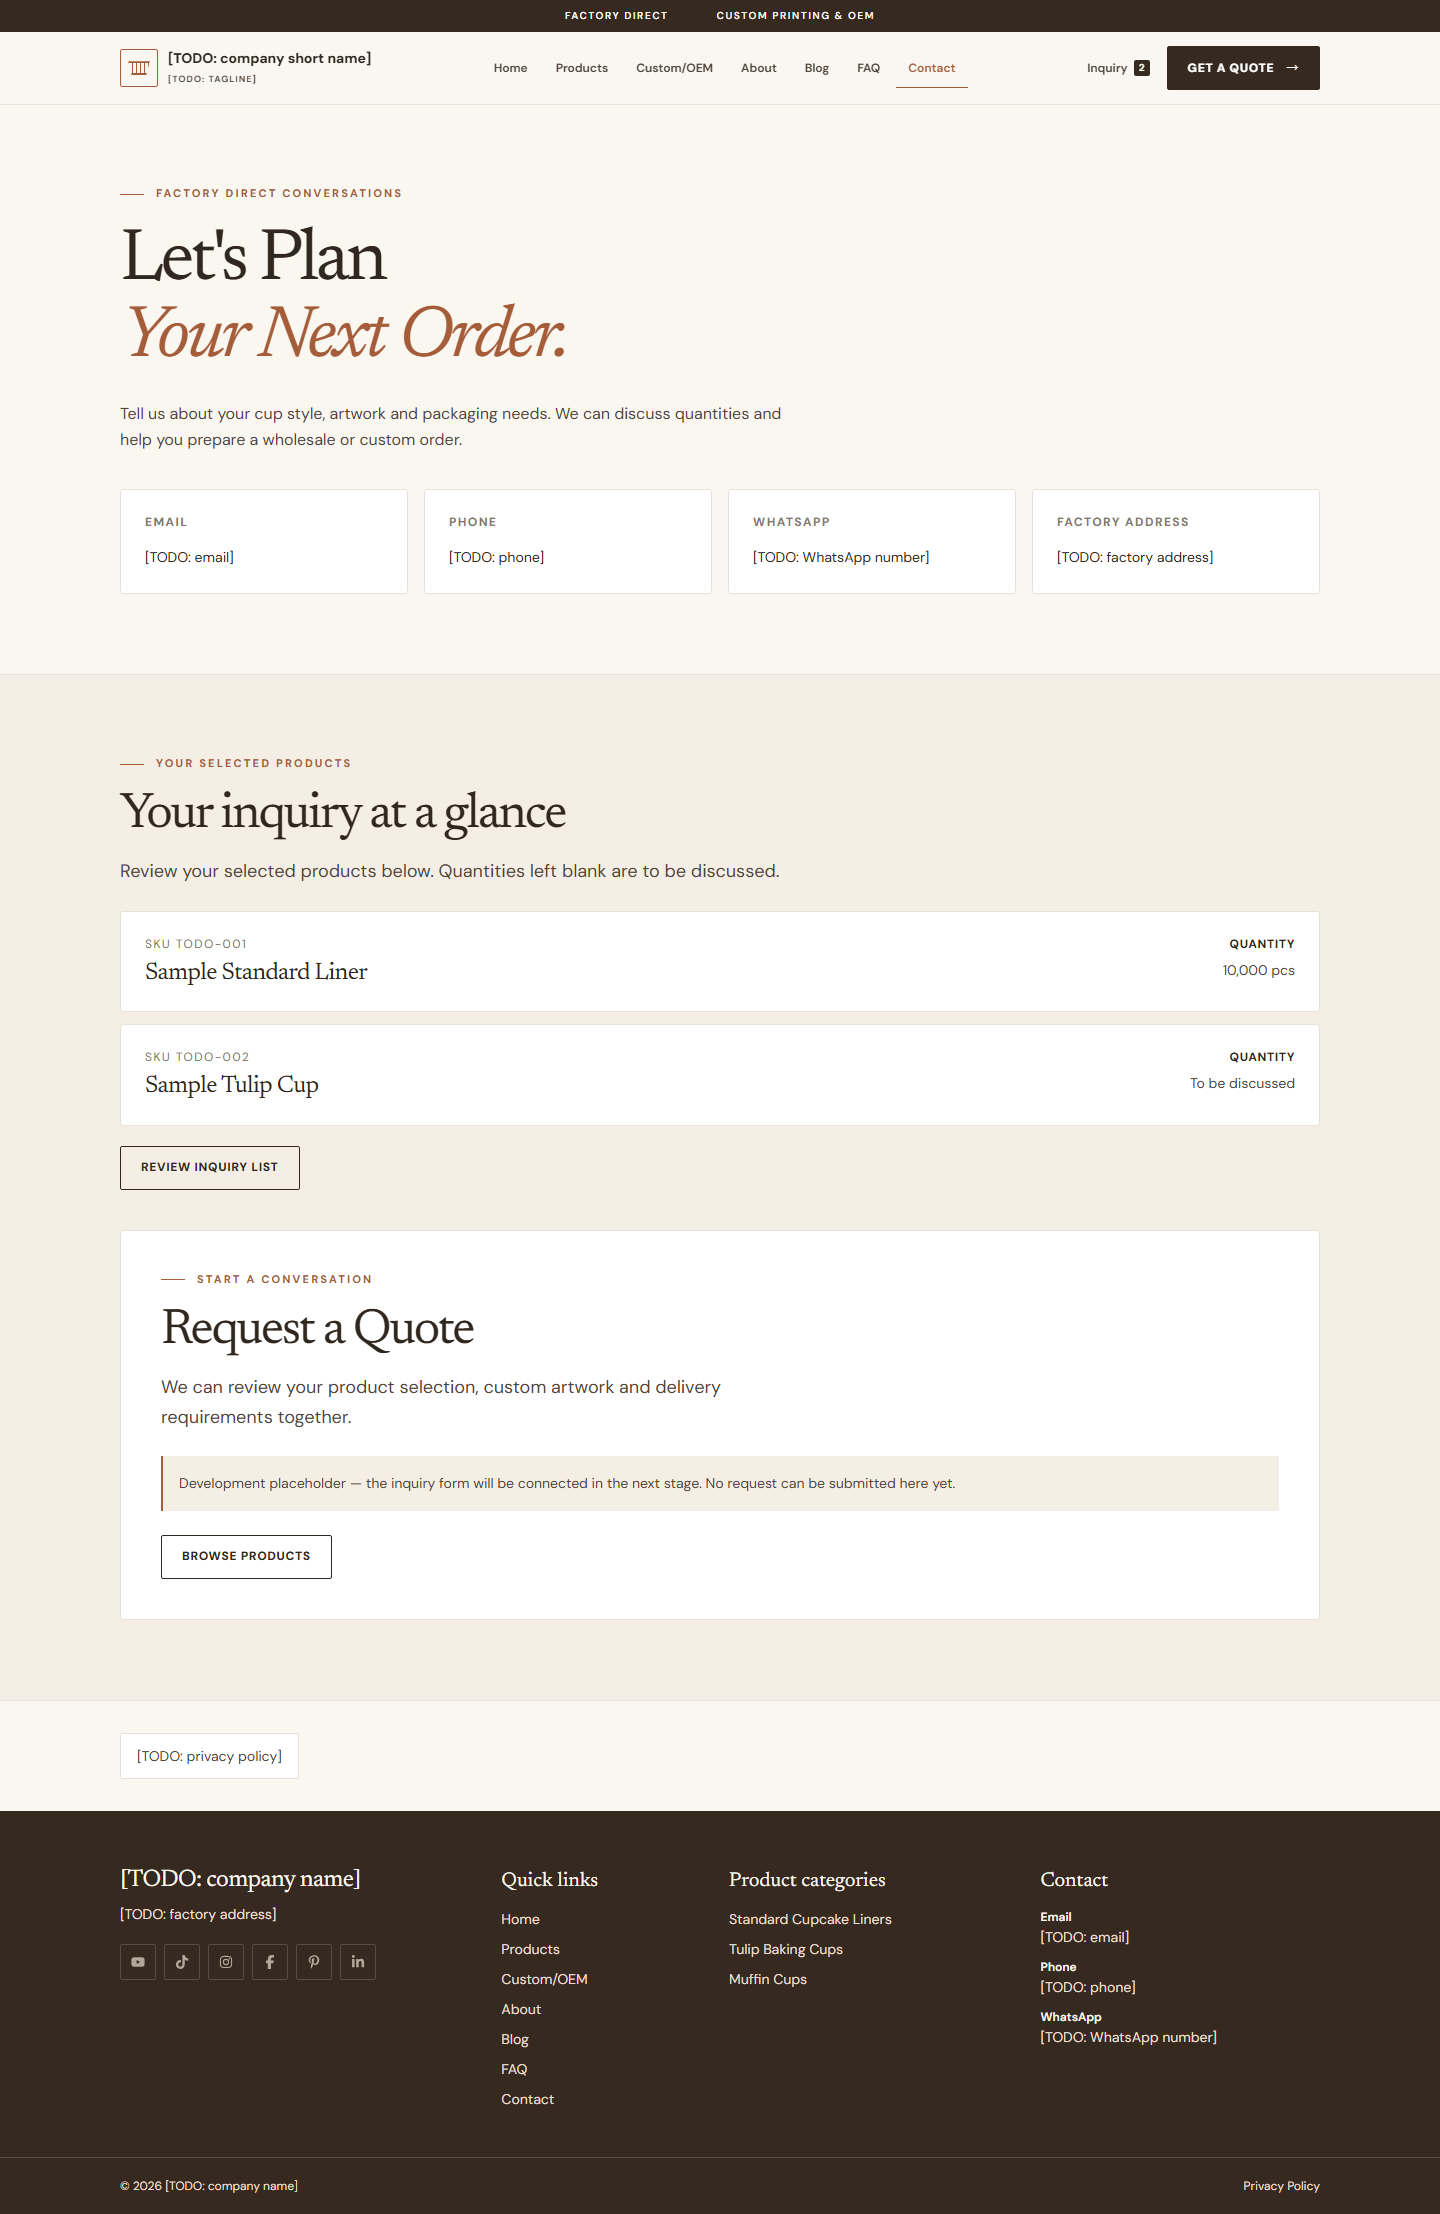 FACTORY DIRECT
CUSTOM PRINTING & OEM
[TODO: company short name]
[TODO: TAGLINE]
Home
Products
Custom/OEM
About
Blog
FAQ
Contact
Inquiry 2
GET A QUOTE →
FACTORY DIRECT CONVERSATIONS
Let's Plan
Your Next Order.
Tell us about your cup style, artwork and packaging needs. We can discuss quantities and
help you prepare a wholesale or custom order.
EMAIL
[TODO: email]
PHONE
[TODO: phone]
WHATSAPP
[TODO: WhatsApp number]
FACTORY ADDRESS
[TODO: factory address]
YOUR SELECTED PRODUCTS
Your inquiry at a glance
Review your selected products below. Quantities left blank are to be discussed.
SKU TODO-001
Sample Standard Liner
QUANTITY
10,000 pcs
SKU TODO-002
Sample Tulip Cup
QUANTITY
To be discussed
REVIEW INQUIRY LIST
START A CONVERSATION
Request a Quote
We can review your product selection, custom artwork and delivery
requirements together.
Development placeholder — the inquiry form will be connected in the next stage. No request can be submitted here yet.
BROWSE PRODUCTS
[TODO: privacy policy]
[TODO: company name]
[TODO: factory address]
Quick links
Home
Products
Custom/OEM
About
Blog
FAQ
Contact
Product categories
Standard Cupcake Liners
Tulip Baking Cups
Muffin Cups
Contact
Email
[TODO: email]
Phone
[TODO: phone]
WhatsApp
[TODO: WhatsApp number]
© 2026 [TODO: company name]
Privacy Policy